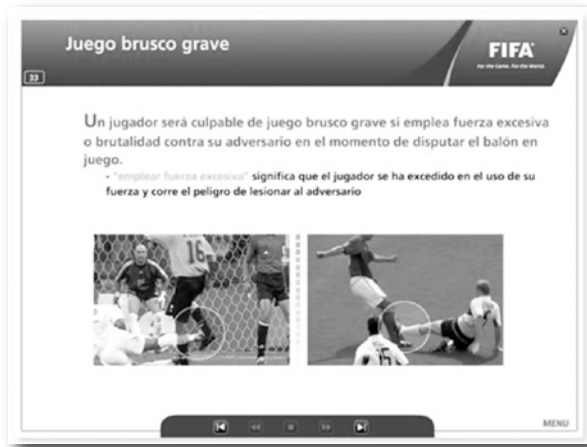 Juego brusco grave
FIFA
For the Game. For the World.
33
Un jugador será culpable de juego brusco grave si emplea fuerza excesiva
o brutalidad contra su adversario en el momento de disputar el balón en
juego.
- "emplear fuerza excesiva" significa que el jugador se ha excedido en el uso de su
fuerza y corre el peligro de lesionar al adversario
16
15
MENU